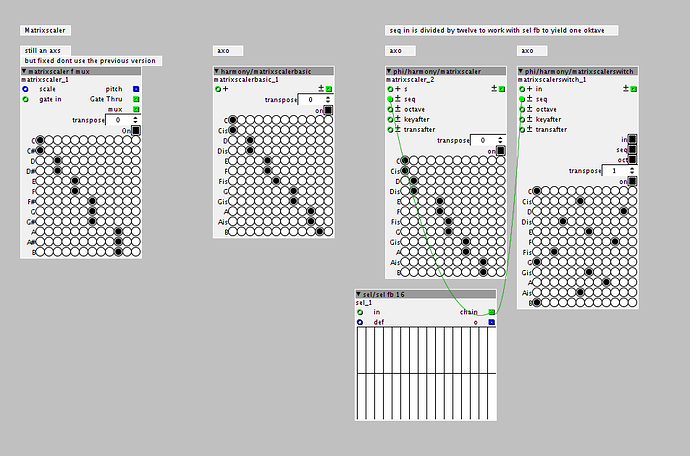 Matrixscaler
seq in is divided by twelve to work with sel fb to yield one oktave
still an axs
but fixed dont use the previous version
axo
axo
axo
▼ matrixscaler f mux
matrixscaler_1
scale pitch
gate in Gate Thru
mux
transpose 0
on
C
C#
D
D#
E
F
F#
G
G#
A
A#
B
▼ harmony/matrixscalerbasic
matrixscalerbasic_1
+ ±
transpose 0
on
C
Cis
D
Dis
E
F
Fis
G
Gis
A
Ais
B
▼ phi/harmony/matrixscaler
matrixscaler_2
+ s ±
± seq
± octave
± keyafter
± transafter
transpose 0
on
C
Cis
D
Dis
E
F
Fis
G
Gis
A
Ais
B
▼ phi/harmony/matrixscalerswitch
matrixscalerswitch_1
+ in ±
± seq
± octave
± keyafter
± transafter
in
seq
oct
transpose 1
on
C
Cis
D
Dis
E
F
Fis
G
Gis
A
Ais
B
▼ sel/sel fb 16
sel_1
in chain
def o